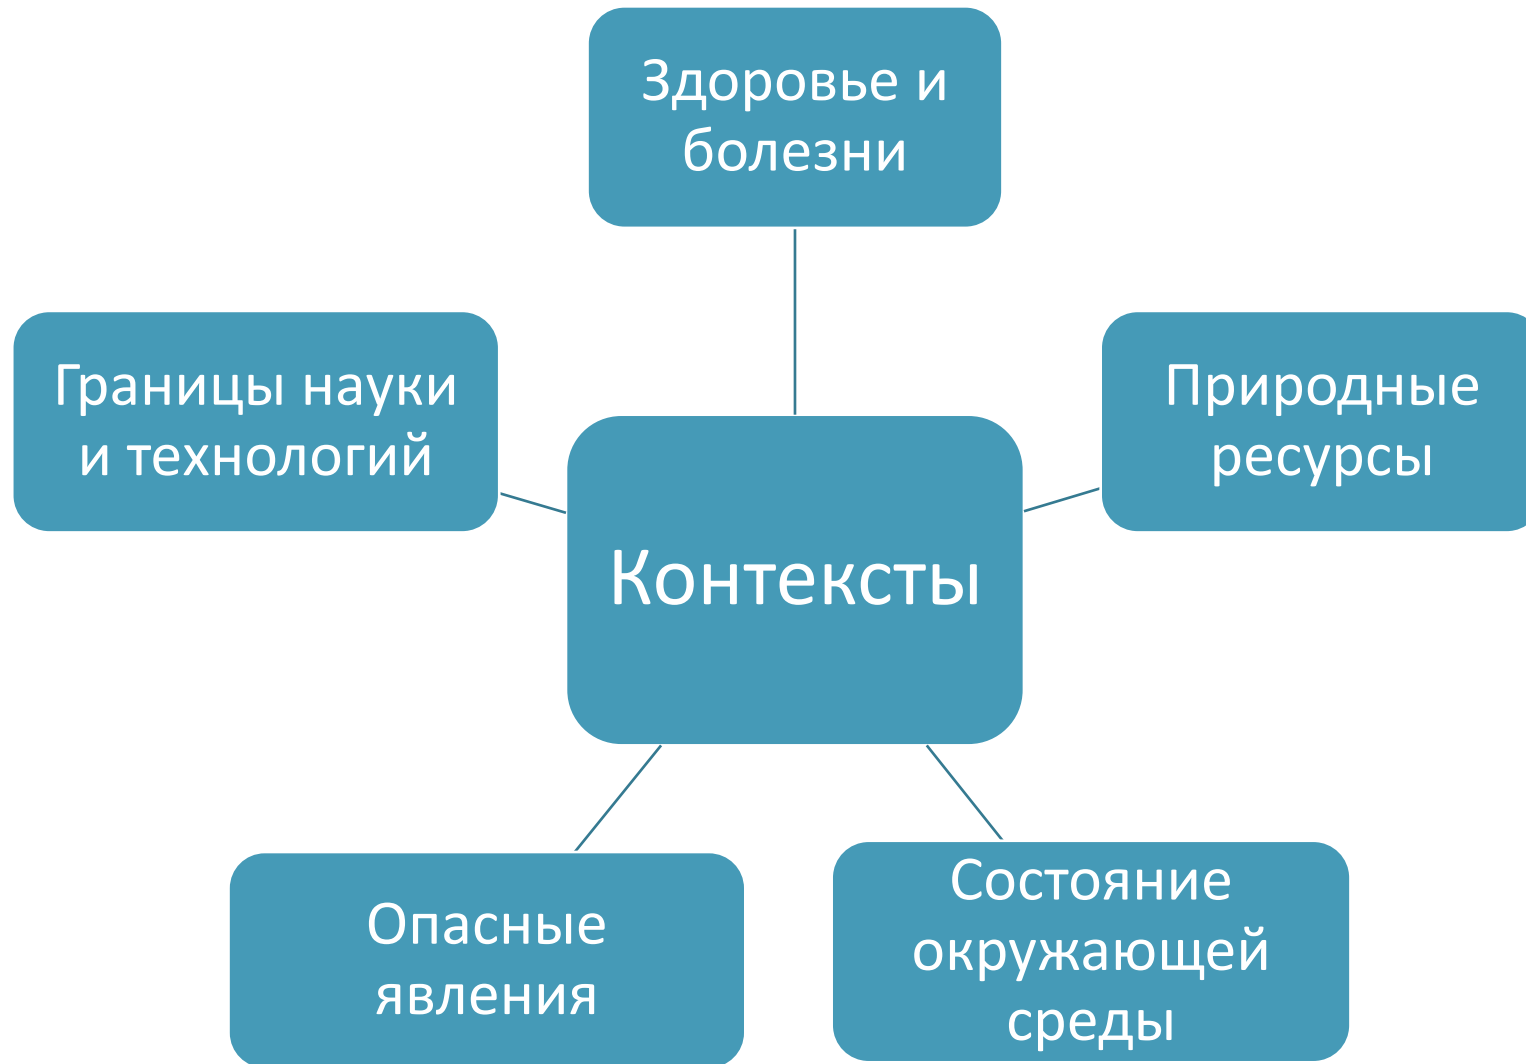 Здоровье и
болезни
Границы науки
и технологий
Природные
ресурсы
Контексты
Опасные
явления
Состояние
окружающей
среды